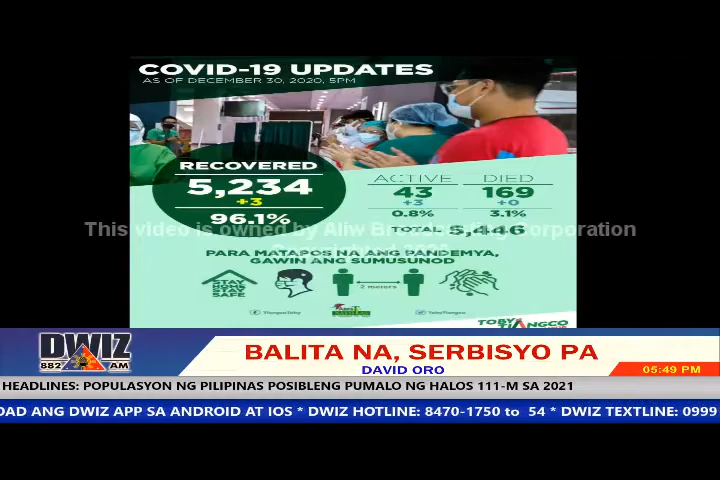 COVID-19 UPDATES
AS OF DECEMBER 30, 2020, 5PM
RECOVERED
5,234
+3
96.1%
ACTIVE
43
+3
0.8%
DIED
169
+0
3.1%
TOTAL 5,446
This video is owned by Aliw Broadcasting Corporation
PARA MATAPOS NA ANG PANDEMYA,
GAWIN ANG SUMUSUNOD
STAY
HOME
STAY
SAFE
2 meters
TiangcoToby
TobyTiangco
TOBY
TIANGCO
DWIZ
882 AM
BALITA NA, SERBISYO PA
DAVID ORO
05:49 PM
HEADLINES: POPULASYON NG PILIPINAS POSIBLENG PUMALO NG HALOS 111-M SA 2021
OAD ANG DWIZ APP SA ANDROID AT IOS * DWIZ HOTLINE: 8470-1750 to 54 * DWIZ TEXTLINE: 0999